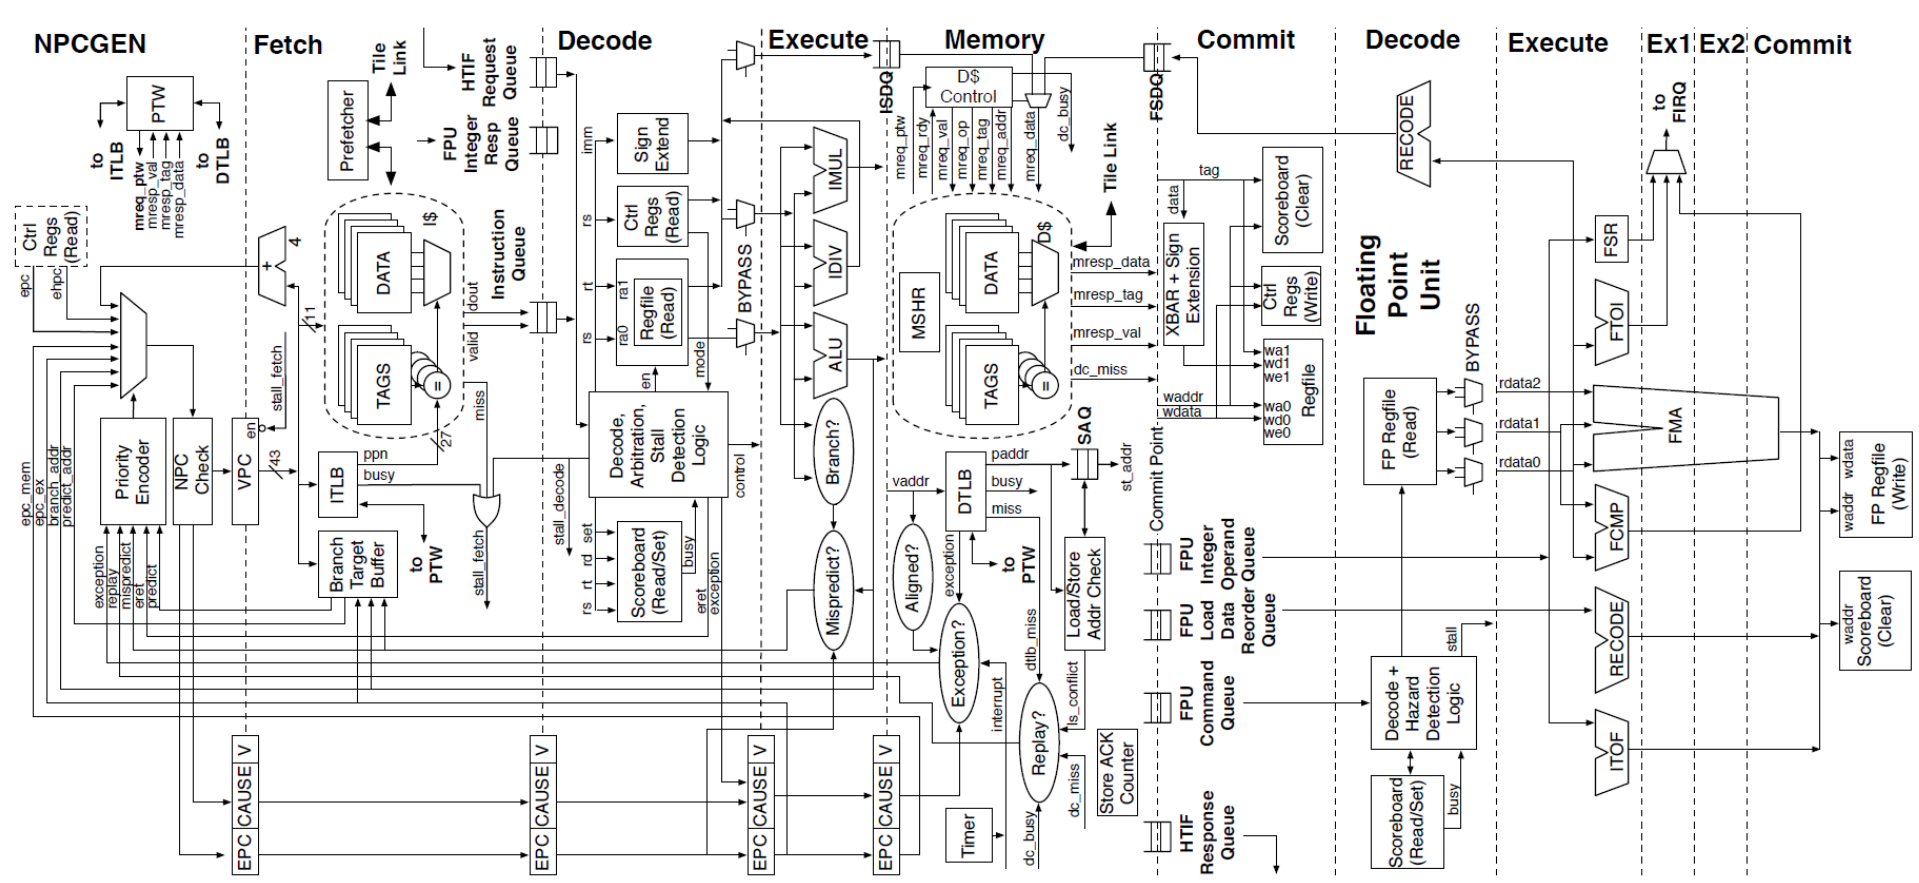 NPCGEN
Fetch
Decode
Execute
Memory
Commit
Decode
Execute
Ex1
Ex2
Commit
PTW
to
ITLB
to
DTLB
mreq_ptw
mresp_val
mresp_tag
mresp_data
Ctrl
Regs
(Read)
epc
ehpc
+
4
11
stall_fetch
Priority
Encoder
NPC
Check
VPC
en
43
epc_mem
epc_ex
branch_addr
predict_addr
exception
replay
mispredict
eret
predict
Prefetcher
Tile
Link
I$
DATA
TAGS
=
27
dout
valid
miss
ITLB
ppn
busy
Branch
Target
Buffer
to
PTW
stall_fetch
HTIF
Request
Queue
FPU
Integer
Resp
Queue
Instruction
Queue
imm
rs
rt
rs
Sign
Extend
Ctrl
Regs
(Read)
ra1
ra0
Regfile
(Read)
en
mode
Decode,
Arbitration,
Stall
Detection
Logic
control
stall_decode
set
rd
rt
rs
Scoreboard
(Read/Set)
busy
eret
exception
BYPASS
IMUL
IDIV
ALU
Branch?
Mispredict?
ISDQ
D$
Control
mreq_ptw
mreq_rdy
mreq_val
mreq_op
mreq_tag
mreq_addr
mreq_data
dc_busy
Tile Link
D$
MSHR
DATA
TAGS
=
mresp_data
mresp_tag
mresp_val
dc_miss
SAQ
st_addr
vaddr
DTLB
paddr
busy
miss
to
PTW
Aligned?
exception
Exception?
interrupt
dtlb_miss
Load/Store
Addr Check
ls_conflict
Replay?
dc_miss
dc_busy
Timer
Store ACK
Counter
FSDQ
tag
data
XBAR + Sign
Extension
Scoreboard
(Clear)
Ctrl
Regs
(Write)
wa1
wd1
we1
wa0
wd0
we0
Regfile
waddr
wdata
Commit Point
FPU
Integer
Operand
Queue
FPU
Load
Data
Reorder
Queue
FPU
Command
Queue
HTIF
Response
Queue
Floating
Point
Unit
RECODE
FP Regfile
(Read)
BYPASS
rdata2
rdata1
rdata0
Decode +
Hazard
Detection
Logic
stall
Scoreboard
(Read/Set)
busy
to
FIRQ
FSR
FTOI
FMA
FCMP
RECODE
ITOF
wdata
waddr
FP Regfile
(Write)
waddr
Scoreboard
(Clear)
EPC CAUSE V
EPC CAUSE V
EPC CAUSE V
EPC CAUSE V